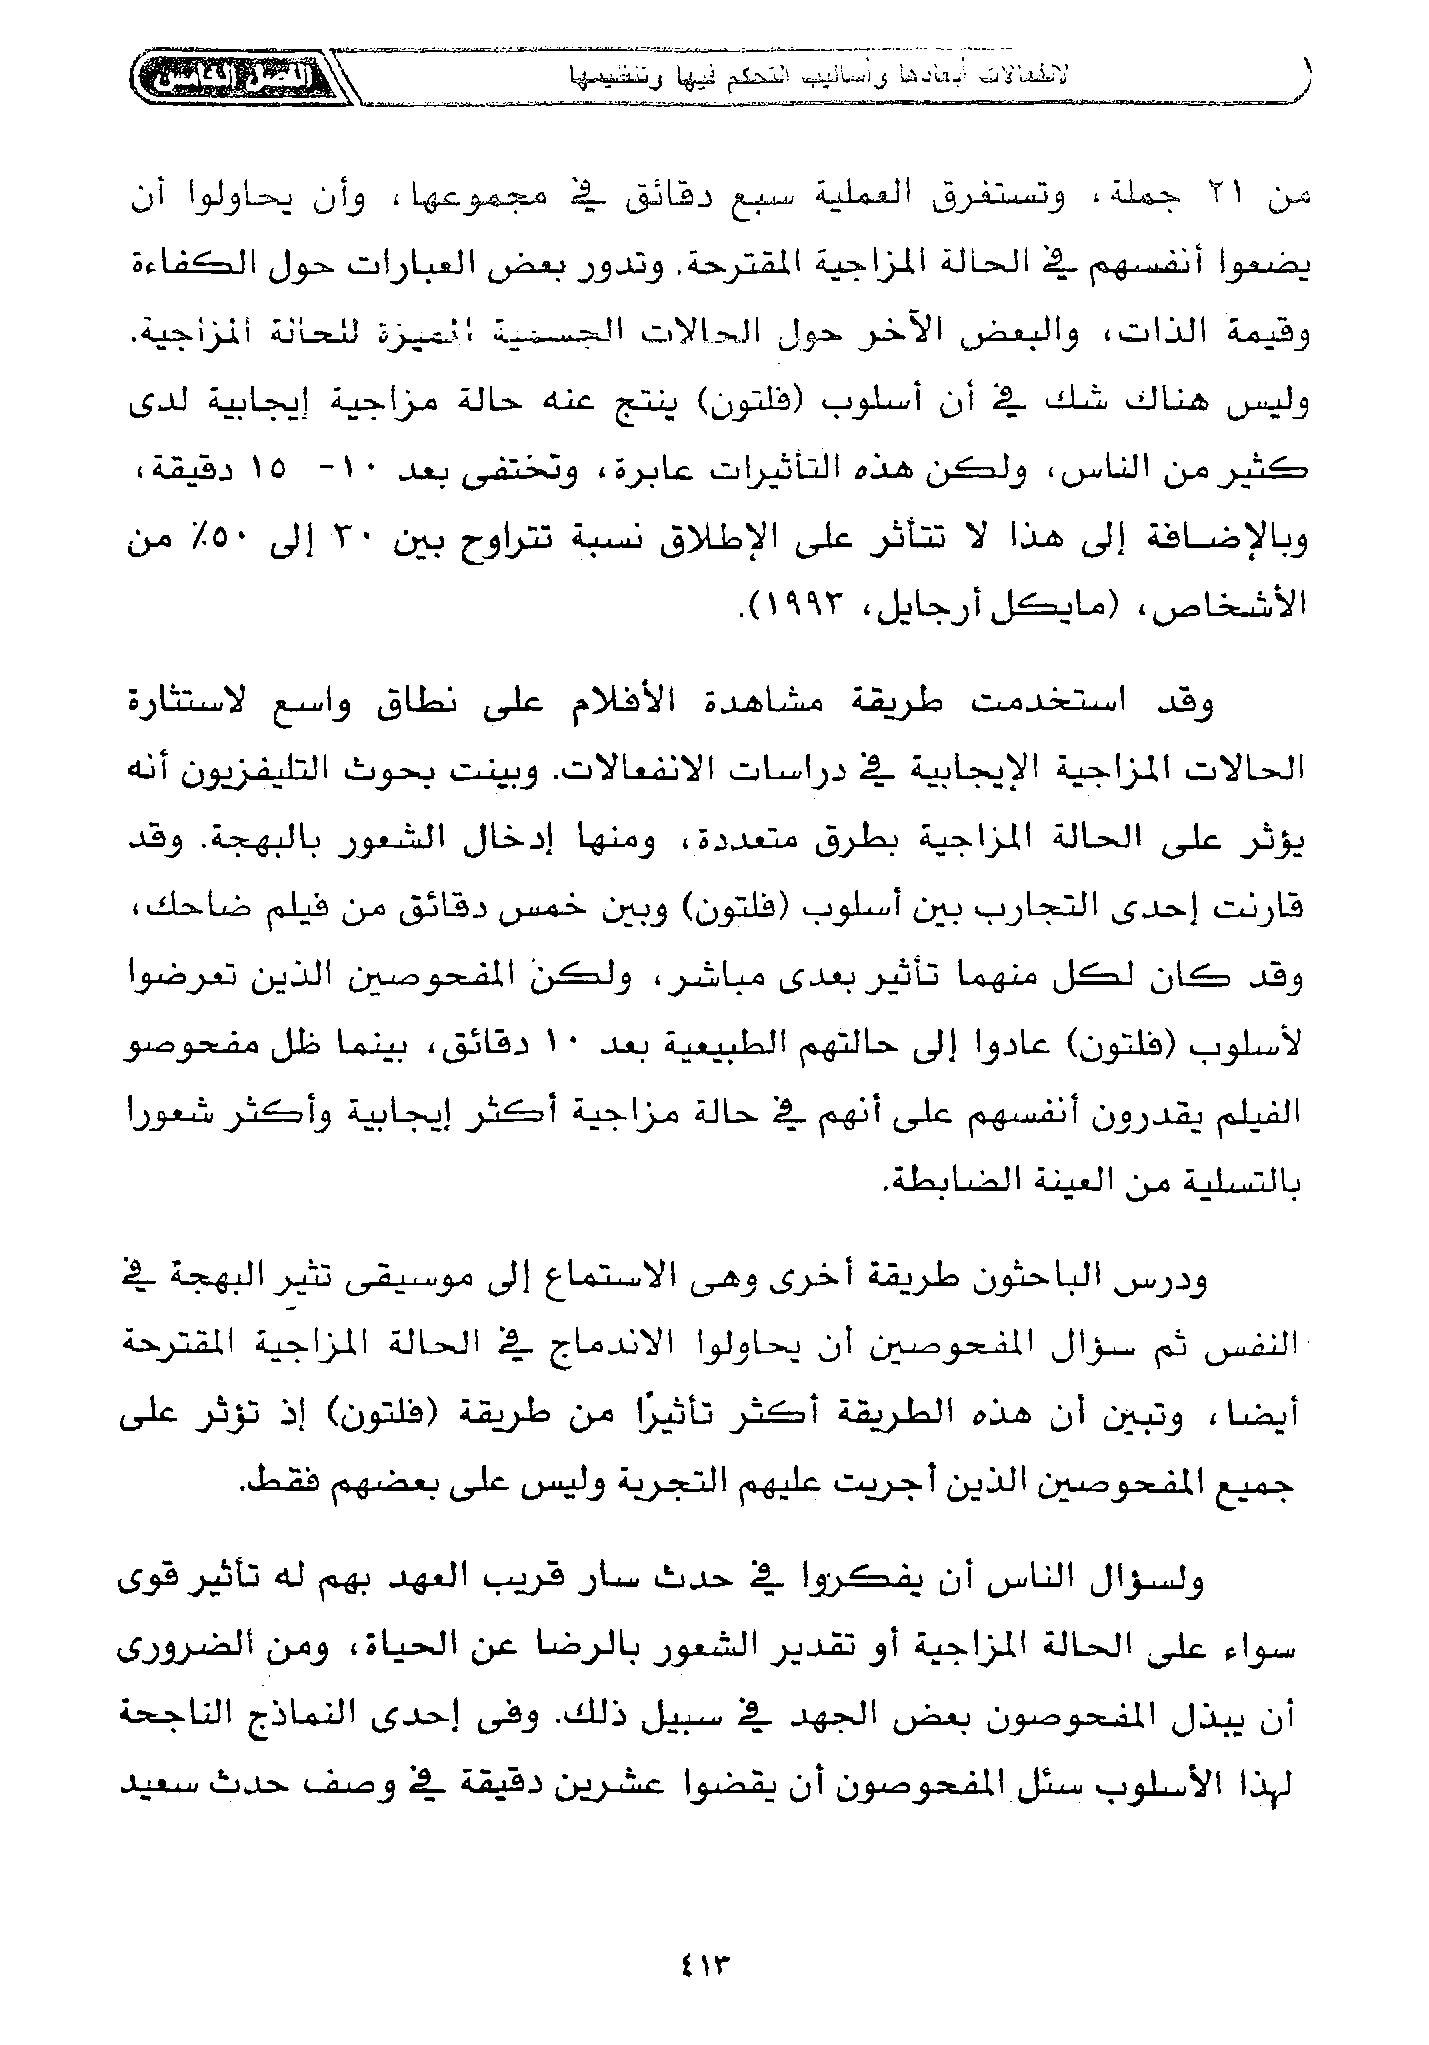 الفصل الخامس
لانفعالات أبعادها وأساليب التحكم فيها وتنظيمها
من ٢١ جملة، وتستغرق العملية سبع دقائق في مجموعها، وأن يحاولوا أن
يضعوا أنفسهم في الحالة المزاجية المقترحة. وتدور بعض العبارات حول الكفاءة
وقيمة الذات، والبعض الآخر حول الحالات الجسمية المميزة للحالة المزاجية.
وليس هناك شك في أن أسلوب (فلتون) ينتج عنه حالة مزاجية إيجابية لدى
كثير من الناس، ولكن هذه التأثيرات عابرة، وتختفى بعد ١٠- ١٥ دقيقة،
وبالإضافة إلى هذا لا تتأثر على الإطلاق نسبة تتراوح بين ٣٠ إلى ٥٠٪ من
الأشخاص، (مايكل أرجايل، ١٩٩٣).
وقد استخدمت طريقة مشاهدة الأفلام على نطاق واسع لاستثارة
الحالات المزاجية الإيجابية في دراسات الانفعالات. وبينت بحوث التليفزيون أنه
يؤثر على الحالة المزاجية بطرق متعددة، ومنها إدخال الشعور بالبهجة. وقد
قارنت إحدى التجارب بين أسلوب (فلتون) وبين خمس دقائق من فيلم ضاحك،
وقد كان لكل منهما تأثير بعدى مباشر، ولكن المفحوصين الذين تعرضوا
لأسلوب (فلتون) عادوا إلى حالتهم الطبيعية بعد ١٠ دقائق، بينما ظل مفحوصو
الفيلم يقدرون أنفسهم على أنهم في حالة مزاجية أكثر إيجابية وأكثر شعورا
بالتسلية من العينة الضابطة.
ودرس الباحثون طريقة أخرى وهى الاستماع إلى موسيقى تثير البهجة في
النفس ثم سؤال المفحوصين أن يحاولوا الاندماج في الحالة المزاجية المقترحة
أيضا، وتبين أن هذه الطريقة أكثر تأثيرًا من طريقة (فلتون) إذ تؤثر على
جميع المفحوصين الذين أجريت عليهم التجربة وليس على بعضهم فقط.
ولسؤال الناس أن يفكروا في حدث سار قريب العهد بهم له تأثير قوى
سواء على الحالة المزاجية أو تقدير الشعور بالرضا عن الحياة، ومن الضرورى
أن يبذل المفحوصون بعض الجهد في سبيل ذلك. وفى إحدى النماذج الناجحة
لهذا الأسلوب سئل المفحوصون أن يقضوا عشرين دقيقة في وصف حدث سعيد
٤١٣